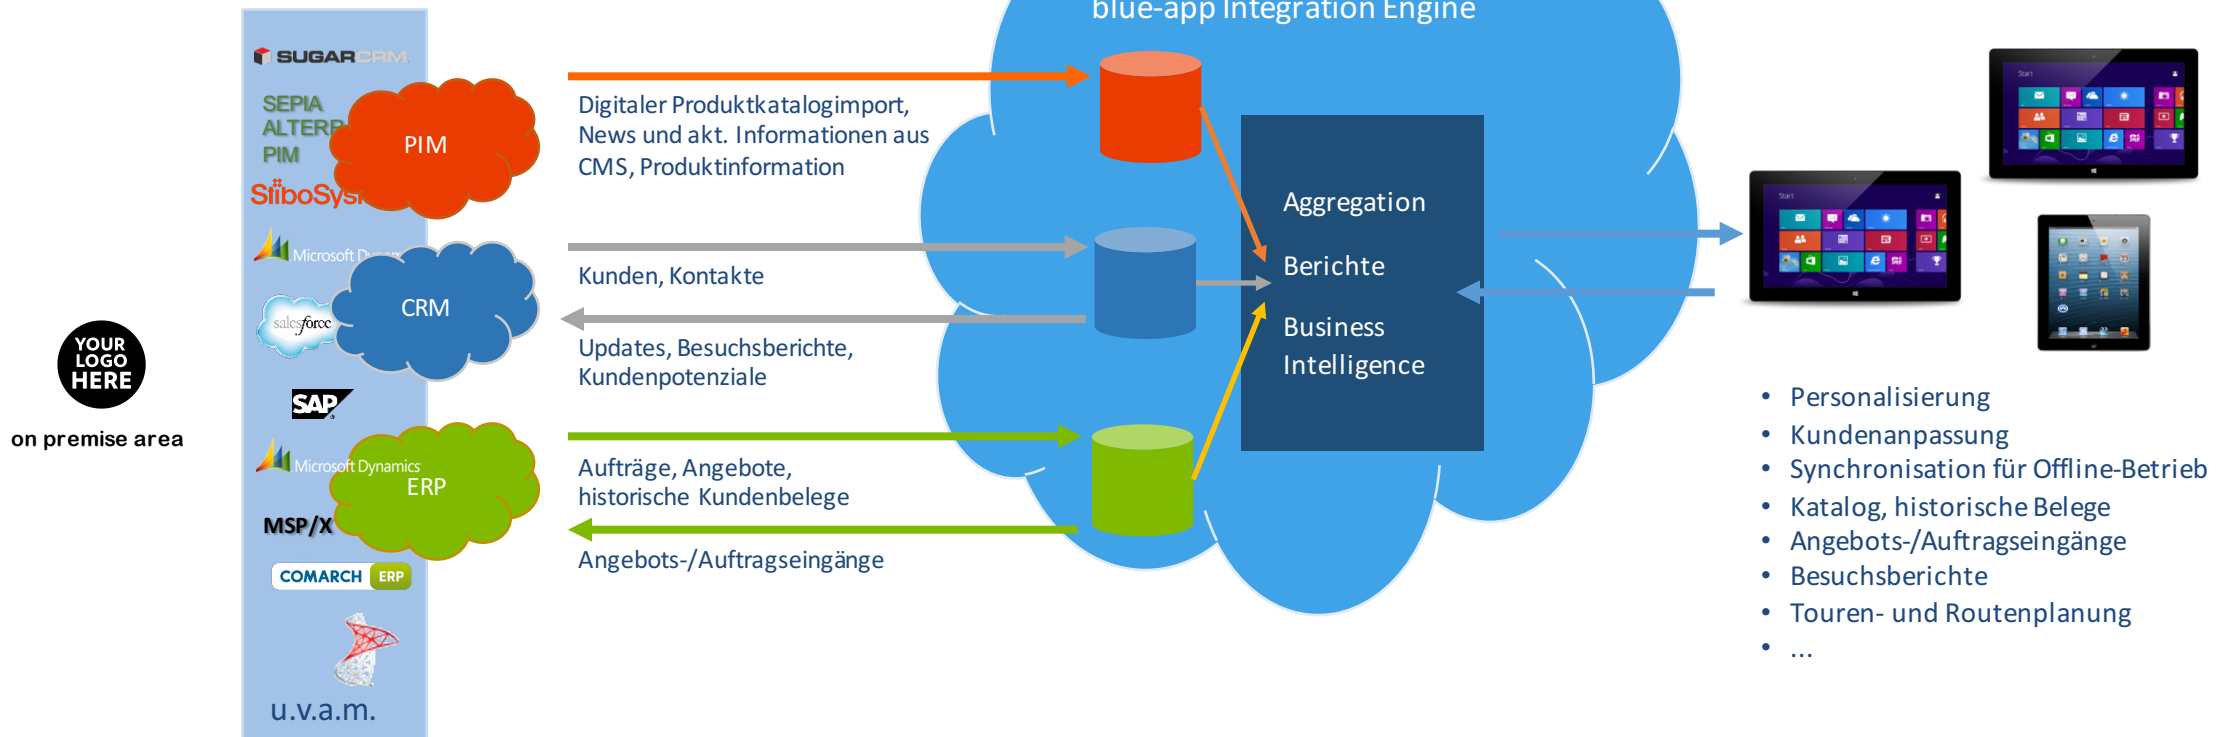 blue-app Integration Engine
SUGARCRM
SEPIA
ALTERR
PIM
PIM
StiboSys
Digitaler Produktkatalogimport,
News und akt. Informationen aus
CMS, Produktinformation
Microsoft
CRM
salesforce
Kunden, Kontakte
Updates, Besuchsberichte,
Kundenpotenziale
YOUR
LOGO
HERE
on premise area
SAP
Microsoft Dynamics
ERP
MSP/X
COMARCH ERP
u.v.a.m.
Aufträge, Angebote,
historische Kundenbelege
Angebots-/Auftragseingänge
Aggregation
Berichte
Business
Intelligence
Start
Start
• Personalisierung
• Kundenanpassung
• Synchronisation für Offline-Betrieb
• Katalog, historische Belege
• Angebots-/Auftragseingänge
• Besuchsberichte
• Touren- und Routenplanung
• ...